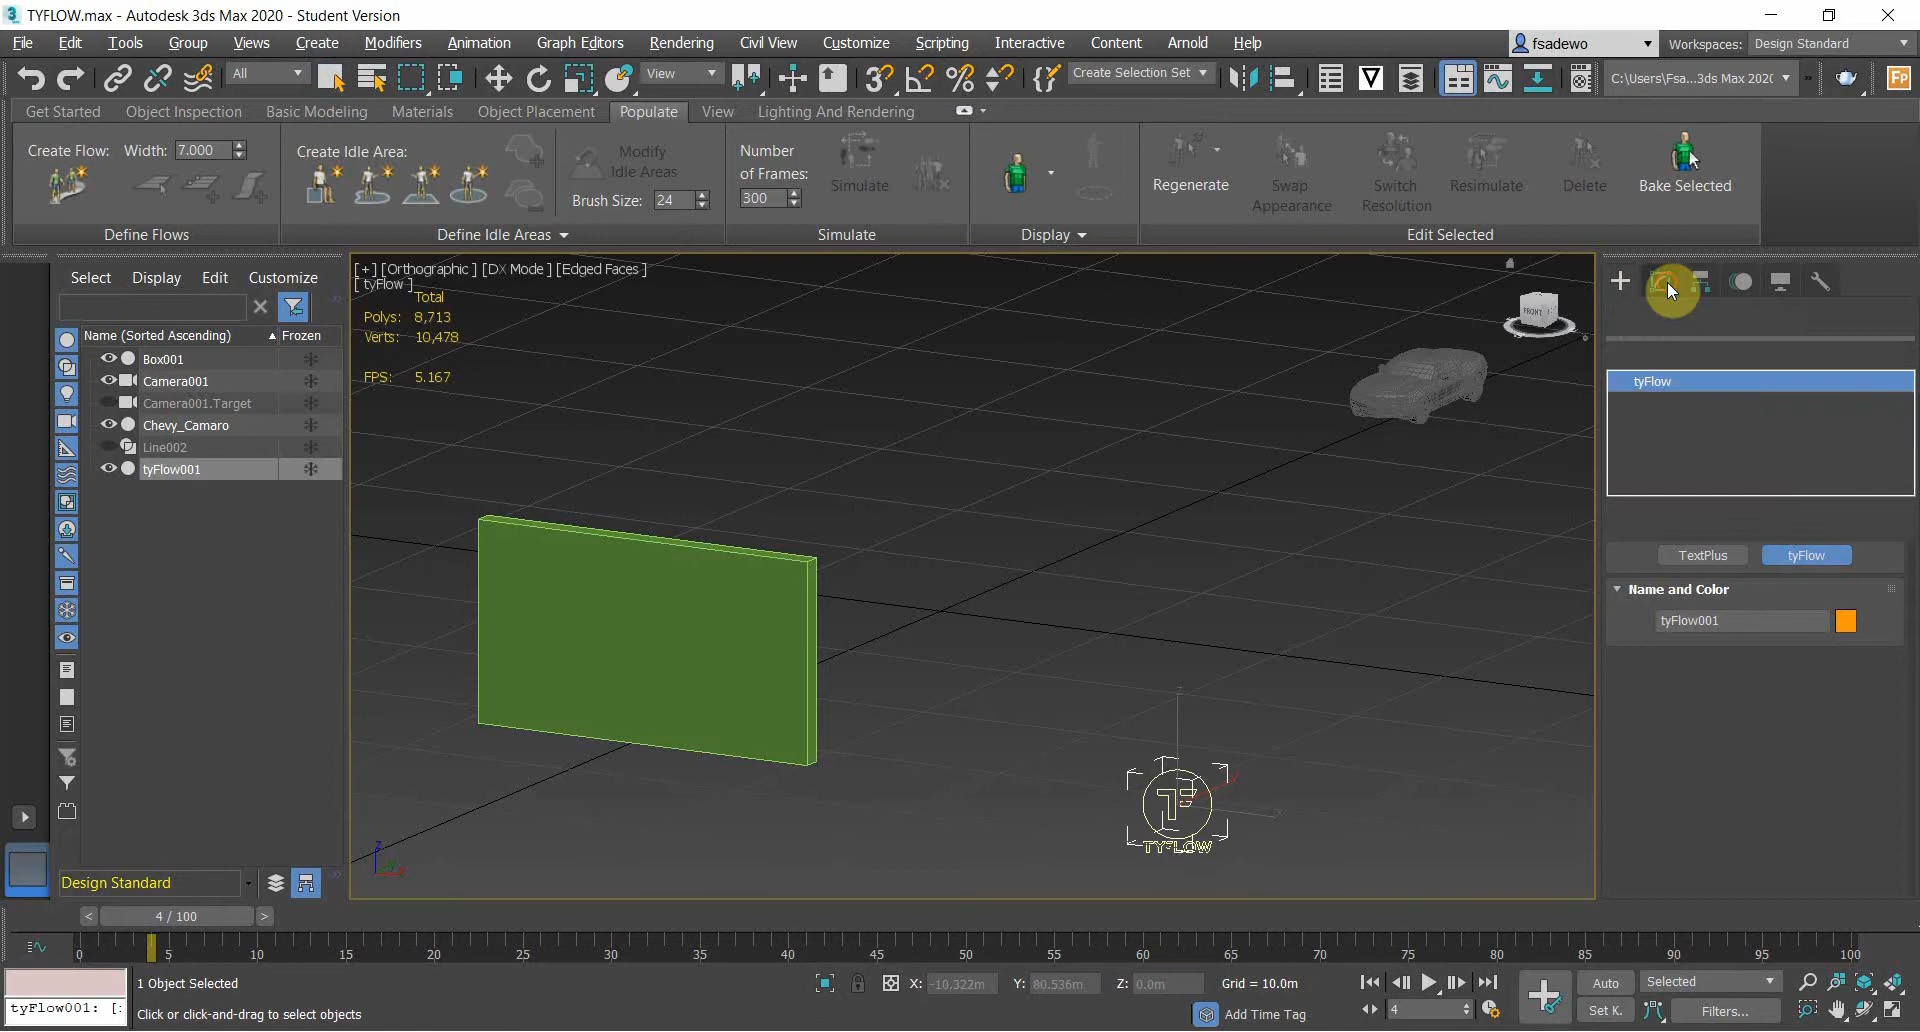 TYFLOW.max - Autodesk 3ds Max 2020 - Student Version
File Edit Tools Group Views Create Modifiers Animation Graph Editors Rendering Civil View Customize Scripting Interactive Content Arnold Help
fsadewo Workspaces: Design Standard
All View Create Selection Set C:\Users\Fsa...3ds Max 202(
Get Started Object Inspection Basic Modeling Materials Object Placement Populate View Lighting And Rendering
Create Flow: Width: 7.000
Create Idle Area:
Modify
Idle Areas
Brush Size: 24
Number
of Frames:
300
Simulate
Regenerate
Swap
Appearance
Switch
Resolution
Resimulate
Delete
Bake Selected
Define Flows Define Idle Areas Simulate Display Edit Selected
Select Display Edit Customize
Name (Sorted Ascending) Frozen
Box001
Camera001
Camera001.Target
Chevy_Camaro
Line002
tyFlow001
Design Standard
[+] [Orthographic ] [DX Mode ] [Edged Faces ]
[ tyFlow ]
Total
Polys: 8,713
Verts: 10,478
FPS: 5.167
FRONT
TYFLOW
tyFlow
TextPlus tyFlow
Name and Color
tyFlow001
< 4 / 100 >
0 5 10 15 20 25 30 35 40 45 50 55 60 65 70 75 80 85 90 95 100
1 Object Selected
X: -10.322m Y: 80.536m Z: 0.0m Grid = 10.0m
Auto Selected
tyFlow001: [:
Click or click-and-drag to select objects
Add Time Tag
4
Set K. Filters...